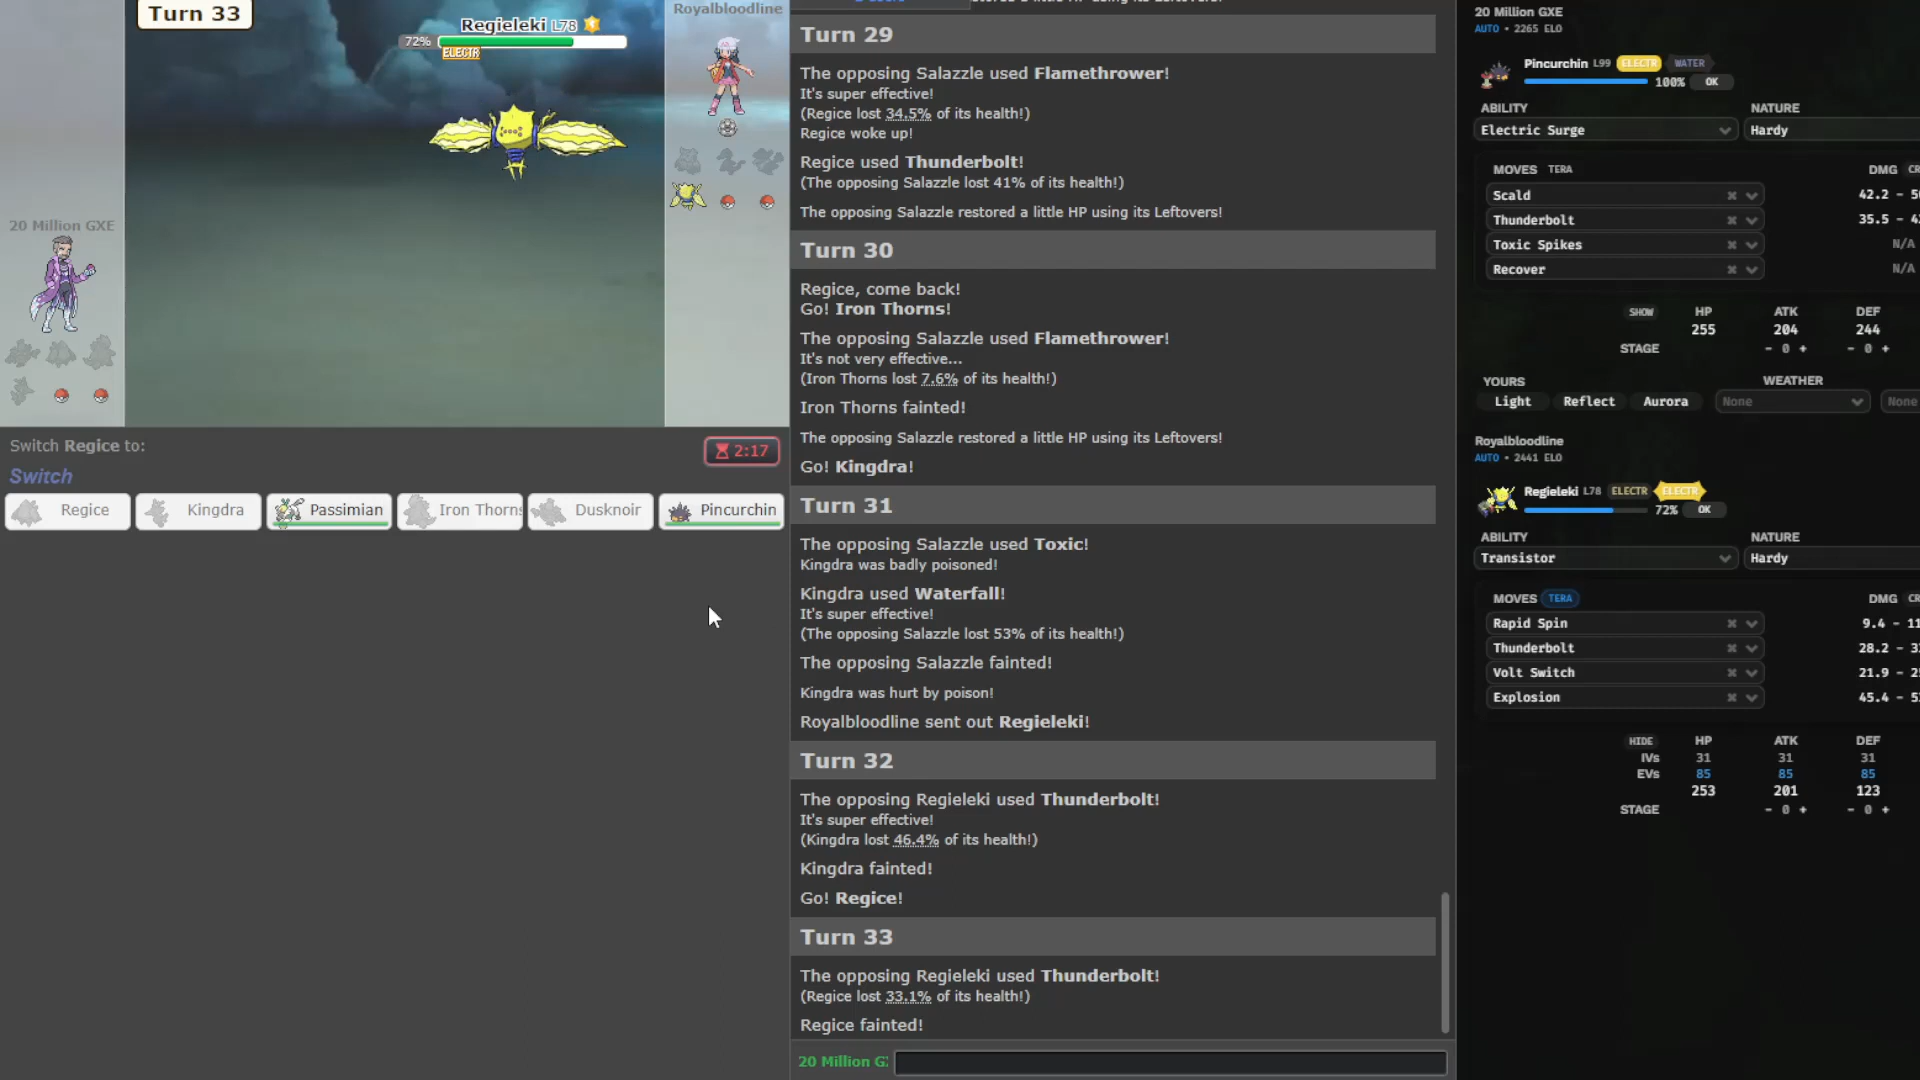 Turn 33
Regieleki L78
72%
ELECTR
Royalbloodline
20 Million GXE
Switch Regice to:
2:17
Switch
Regice
Kingdra
Passimian
Iron Thorns
Dusknoir
Pincurchin
Turn 29
The opposing Salazzle used Flamethrower!
It's super effective!
(Regice lost 34.5% of its health!)
Regice woke up!
Regice used Thunderbolt!
(The opposing Salazzle lost 41% of its health!)
The opposing Salazzle restored a little HP using its Leftovers!
Turn 30
Regice, come back!
Go! Iron Thorns!
The opposing Salazzle used Flamethrower!
It's not very effective...
(Iron Thorns lost 7.6% of its health!)
Iron Thorns fainted!
The opposing Salazzle restored a little HP using its Leftovers!
Go! Kingdra!
Turn 31
The opposing Salazzle used Toxic!
Kingdra was badly poisoned!
Kingdra used Waterfall!
It's super effective!
(The opposing Salazzle lost 53% of its health!)
The opposing Salazzle fainted!
Kingdra was hurt by poison!
Royalbloodline sent out Regieleki!
Turn 32
The opposing Regieleki used Thunderbolt!
It's super effective!
(Kingdra lost 46.4% of its health!)
Kingdra fainted!
Go! Regice!
Turn 33
The opposing Regieleki used Thunderbolt!
(Regice lost 33.1% of its health!)
Regice fainted!
20 Million G
20 Million GXE
AUTO • 2265 ELO
Pincurchin L99 ELECTR WATER
100% OK
ABILITY NATURE
Electric Surge Hardy
MOVES TERA DMG CR
Scald 42.2 - 5
Thunderbolt 35.5 - 4
Toxic Spikes N/A
Recover N/A
SHOW HP ATK DEF
255 204 244
STAGE - 0 + - 0 +
YOURS WEATHER
Light Reflect Aurora None None
Royalbloodline
AUTO • 2441 ELO
Regieleki L78 ELECTR ELECTR
72% OK
ABILITY NATURE
Transistor Hardy
MOVES TERA DMG CR
Rapid Spin 9.4 - 11
Thunderbolt 28.2 - 3
Volt Switch 21.9 - 2
Explosion 45.4 - 5
HIDE HP ATK DEF
IVs 31 31 31
EVs 85 85 85
253 201 123
STAGE - 0 + - 0 +